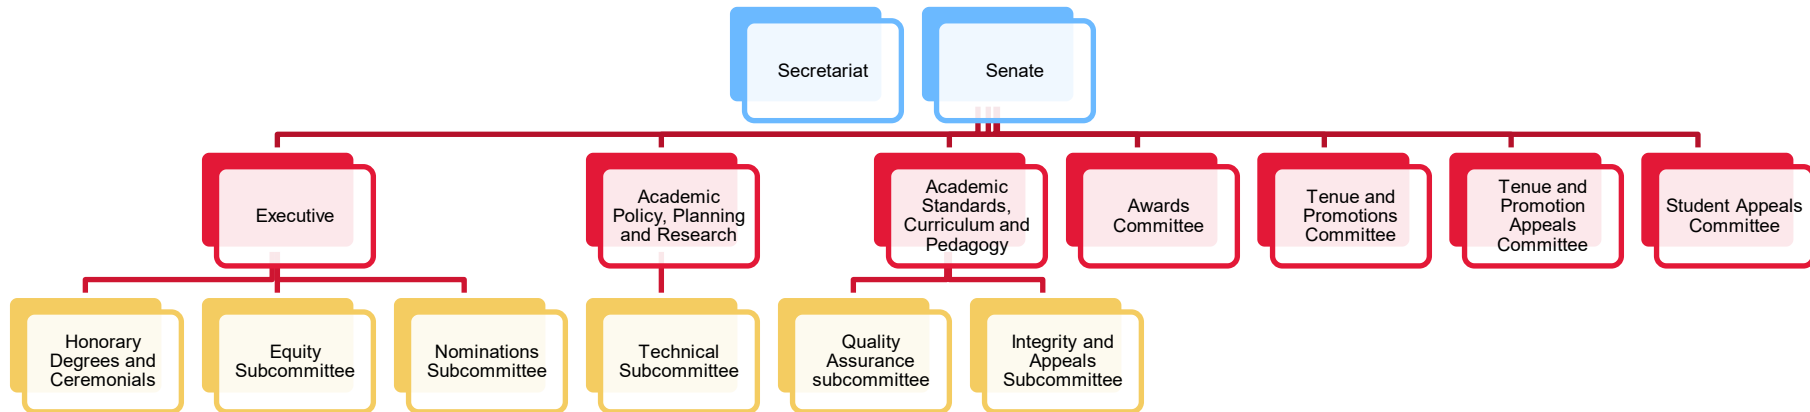 Secretariat
Senate
Executive
Academic
Policy, Planning
and Research
Academic
Standards,
Curriculum and
Pedagogy
Awards
Committee
Tenue and
Promotions
Committee
Tenue and
Promotion
Appeals
Committee
Student Appeals
Committee
Honorary
Degrees and
Ceremonials
Equity
Subcommittee
Nominations
Subcommittee
Technical
Subcommittee
Quality
Assurance
subcommittee
Integrity and
Appeals
Subcommittee